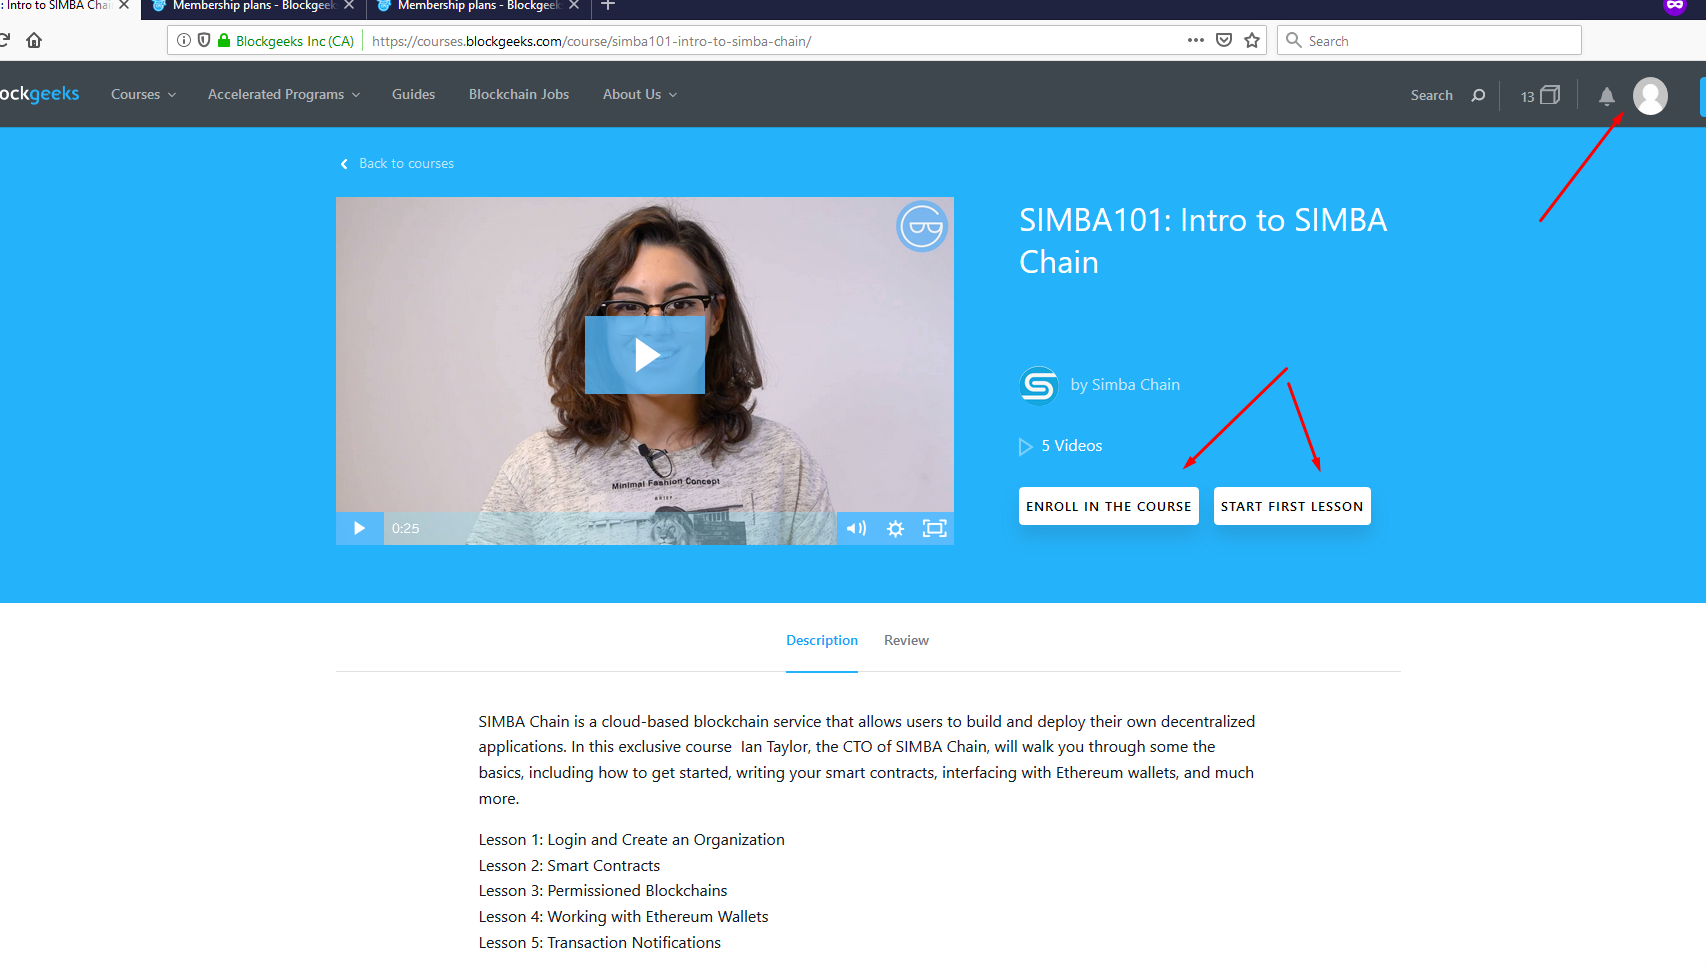 : Intro to SIMBA Chai
Membership plans - Blockgeeks
Membership plans - Blockgeek
Blockgeeks Inc (CA)
https://courses.blockgeeks.com/course/simba101-intro-to-simba-chain/
Search
ockgeeks
Courses
Accelerated Programs
Guides
Blockchain Jobs
About Us
Search
13
Back to courses
SIMBA101: Intro to SIMBA
Chain
by Simba Chain
5 Videos
ENROLL IN THE COURSE
START FIRST LESSON
Minimal Fashion Concept
BRIEF
0:25
Description
Review
SIMBA Chain is a cloud-based blockchain service that allows users to build and deploy their own decentralized
applications. In this exclusive course Ian Taylor, the CTO of SIMBA Chain, will walk you through some the
basics, including how to get started, writing your smart contracts, interfacing with Ethereum wallets, and much
more.
Lesson 1: Login and Create an Organization
Lesson 2: Smart Contracts
Lesson 3: Permissioned Blockchains
Lesson 4: Working with Ethereum Wallets
Lesson 5: Transaction Notifications